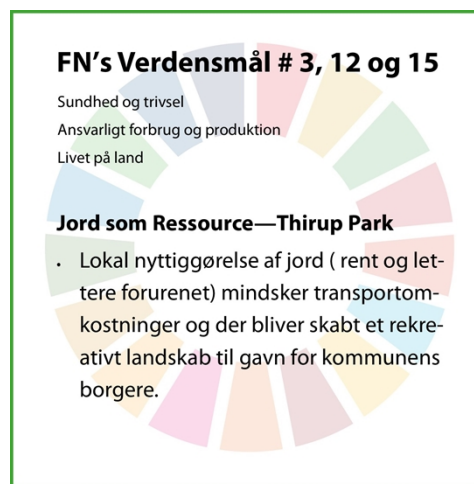 FN's Verdensmål # 3, 12 og 15
Sundhed og trivsel
Ansvarligt forbrug og produktion
Livet på land
Jord som Ressource—Thirup Park
• Lokal nyttiggørelse af jord ( rent og let-
tere forurenet) mindsker transportom-
kostninger og der bliver skabt et rekre-
ativt landskab til gavn for kommunens
borgere.